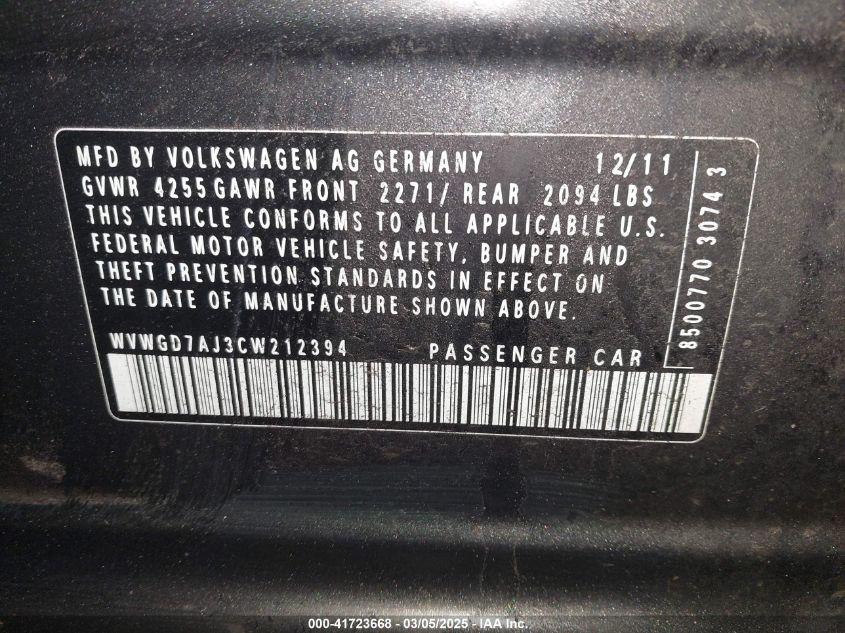 MFD BY VOLKSWAGEN AG GERMANY 12/11
GVWR 4255 GAWR FRONT 2271/ REAR 2094 LBS
THIS VEHICLE CONFORMS TO ALL APPLICABLE U.S.
FEDERAL MOTOR VEHICLE SAFETY, BUMPER AND
THEFT PREVENTION STANDARDS IN EFFECT ON
THE DATE OF MANUFACTURE SHOWN ABOVE.
WVWGD7AJ3CW212394 PASSENGER CAR
8500770 3074 3
000-41723668 - 03/05/2025 - IAA Inc.